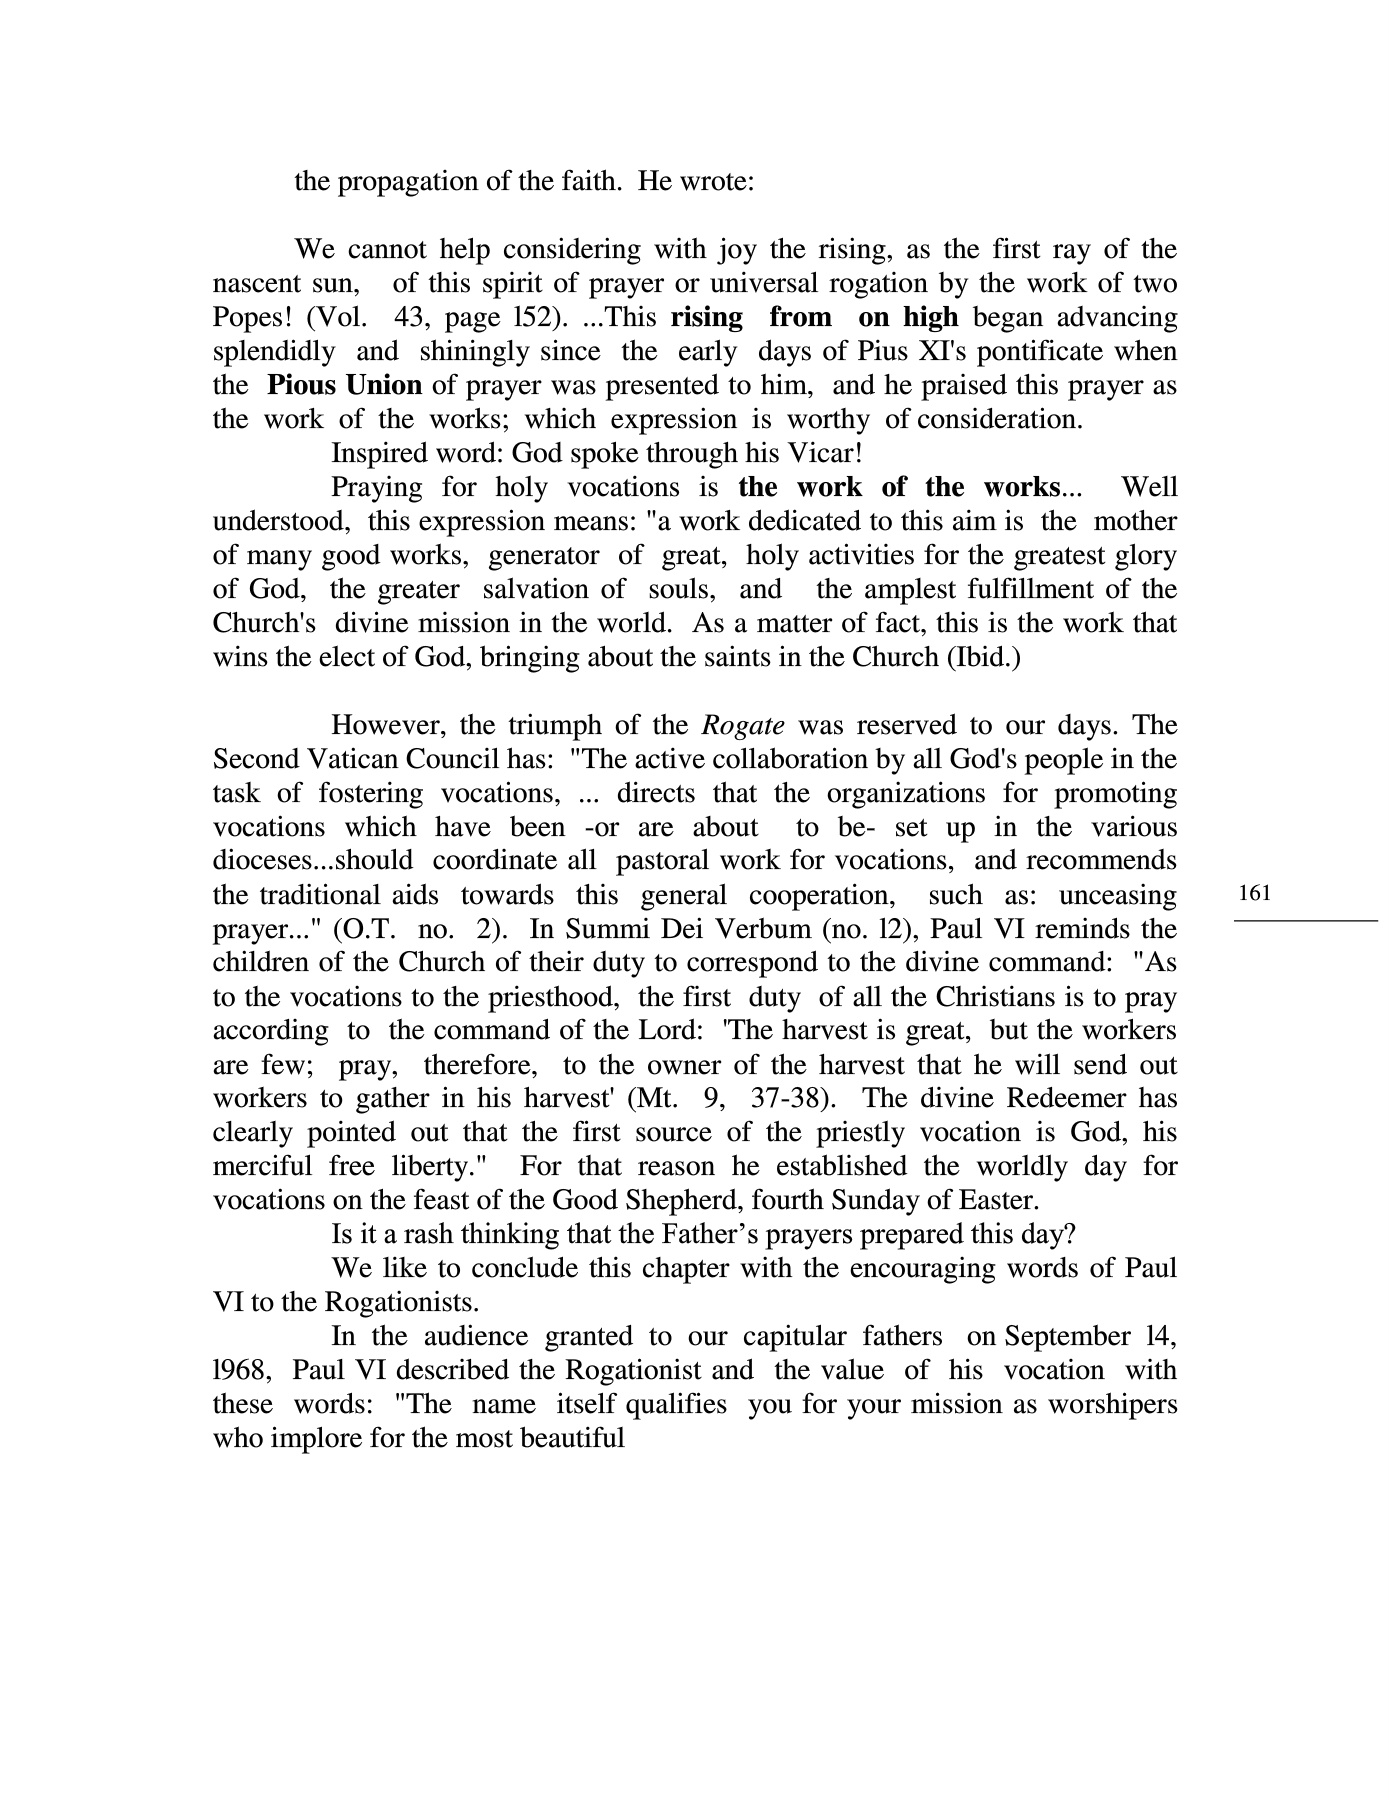 the propagation of the faith. He wrote:
We cannot help considering with joy the rising, as the first ray of the
nascent sun, of this spirit of prayer or universal rogation by the work of two
Popes! (Vol. 43, page l52). ...This rising from on high began advancing
splendidly and shiningly since the early days of Pius XI's pontificate when
the Pious Union of prayer was presented to him, and he praised this prayer as
the work of the works; which expression is worthy of consideration.
Inspired word: God spoke through his Vicar!
Praying for holy vocations is the work of the works... Well
understood, this expression means: "a work dedicated to this aim is the mother
of many good works, generator of great, holy activities for the greatest glory
of God, the greater salvation of souls, and the amplest fulfillment of the
Church's divine mission in the world. As a matter of fact, this is the work that
wins the elect of God, bringing about the saints in the Church (Ibid.)
However, the triumph of the Rogate was reserved to our days. The
Second Vatican Council has: "The active collaboration by all God's people in the
task of fostering vocations, ... directs that the organizations for promoting
vocations which have been -or are about to be- set up in the various
dioceses...should coordinate all pastoral work for vocations, and recommends
the traditional aids towards this general cooperation, such as: unceasing
prayer..." (O.T. no. 2). In Summi Dei Verbum (no. l2), Paul VI reminds the
children of the Church of their duty to correspond to the divine command: "As
to the vocations to the priesthood, the first duty of all the Christians is to pray
according to the command of the Lord: 'The harvest is great, but the workers
are few; pray, therefore, to the owner of the harvest that he will send out
workers to gather in his harvest' (Mt. 9, 37-38). The divine Redeemer has
clearly pointed out that the first source of the priestly vocation is God, his
merciful free liberty." For that reason he established the worldly day for
vocations on the feast of the Good Shepherd, fourth Sunday of Easter.
Is it a rash thinking that the Father’s prayers prepared this day?
We like to conclude this chapter with the encouraging words of Paul
VI to the Rogationists.
In the audience granted to our capitular fathers on September l4,
l968, Paul VI described the Rogationist and the value of his vocation with
these words: "The name itself qualifies you for your mission as worshipers
who implore for the most beautiful
161